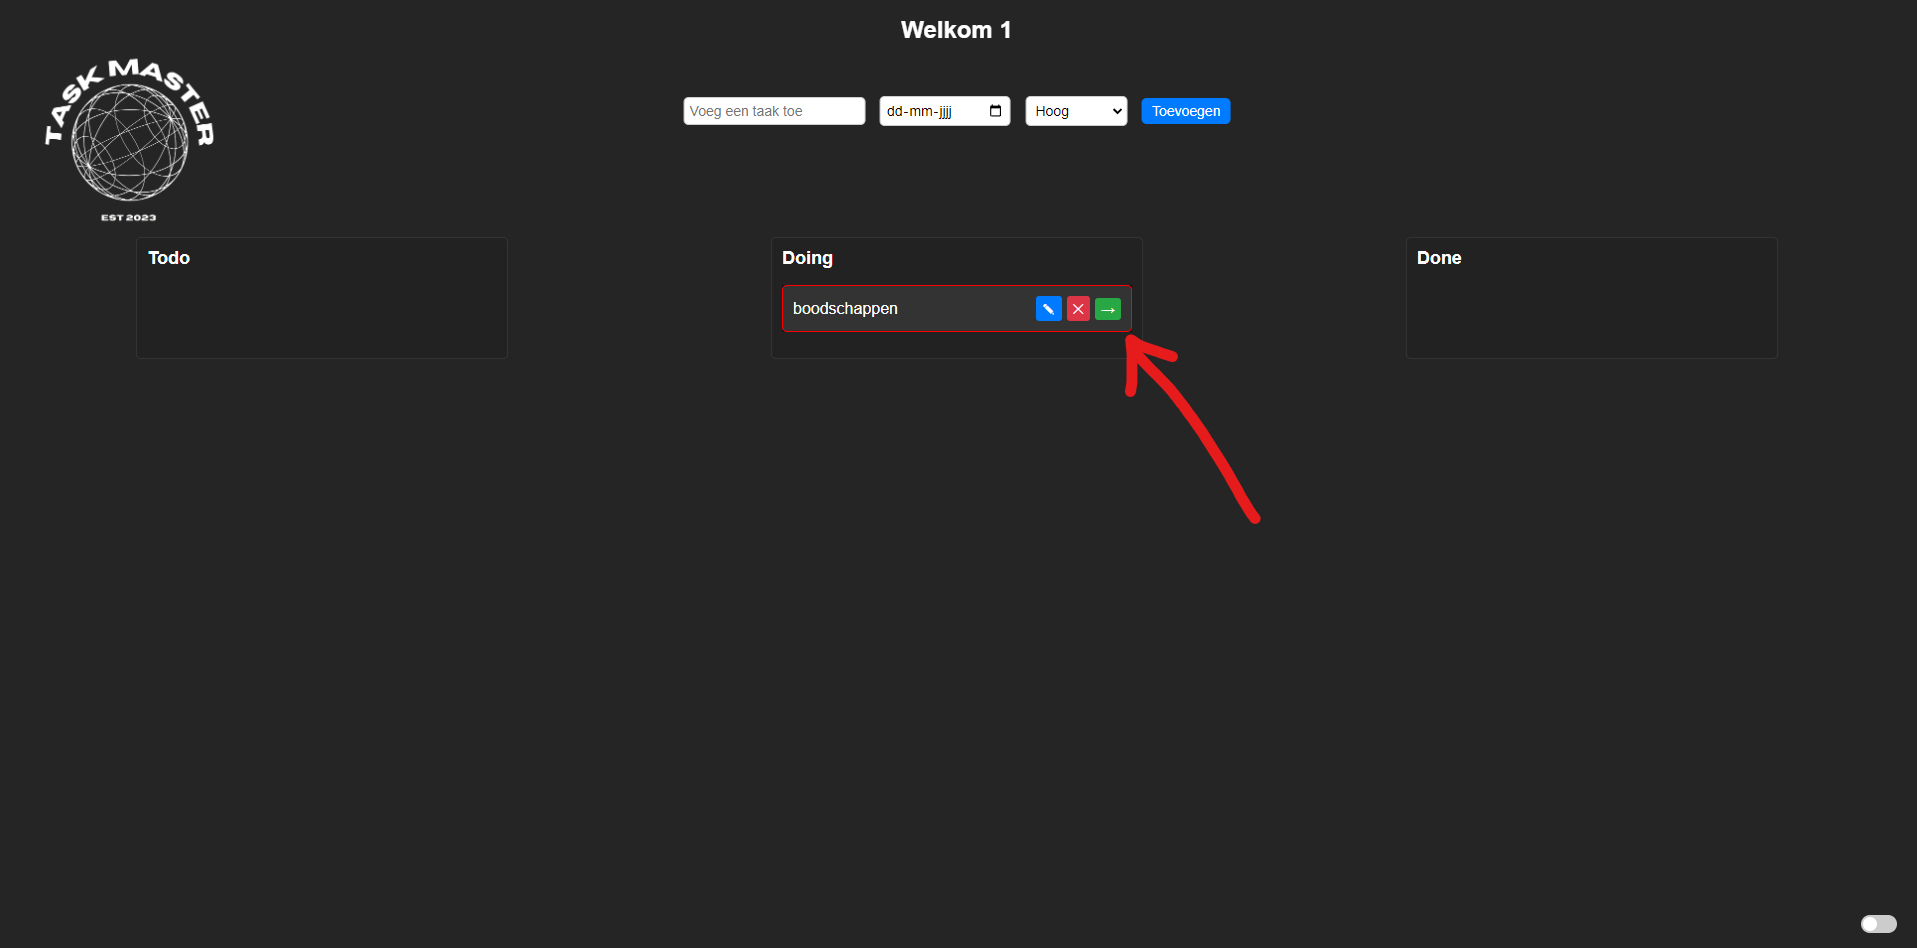 Welkom 1
TASK MASTER
EST 2023
Voeg een taak toe
dd-mm-jjjj
Hoog
Toevoegen
Todo
Doing
boodschappen
→
Done